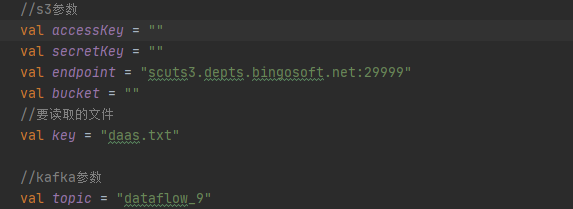 //s3参数
val accessKey = ""
val secretKey = ""
val endpoint = "scuts3.depts.bingosoft.net:29999"
val bucket = ""
//要读取的文件
val key = "daas.txt"
//kafka参数
val topic = "dataflow_9"